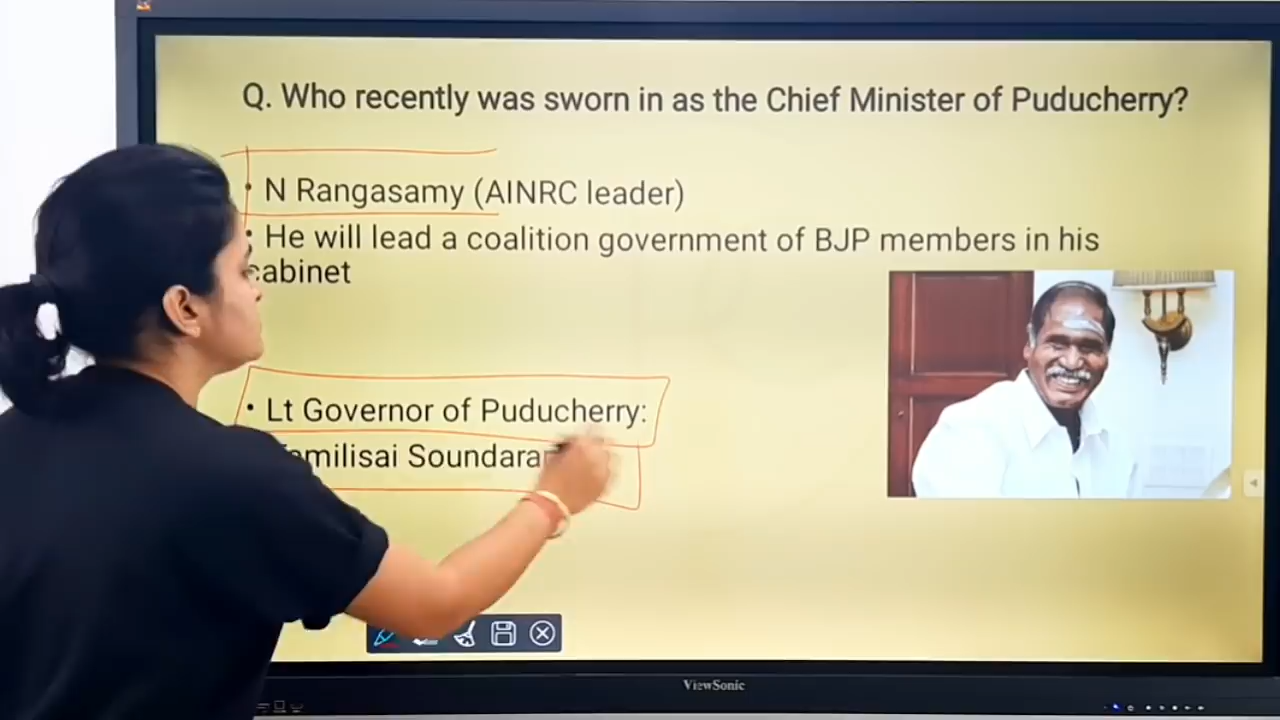 Q. Who recently was sworn in as the Chief Minister of Puducherry?
• N Rangasamy (AINRC leader)
He will lead a coalition government of BJP members in his
cabinet
• Lt Governor of Puducherry:
Soundara
ViewSonic